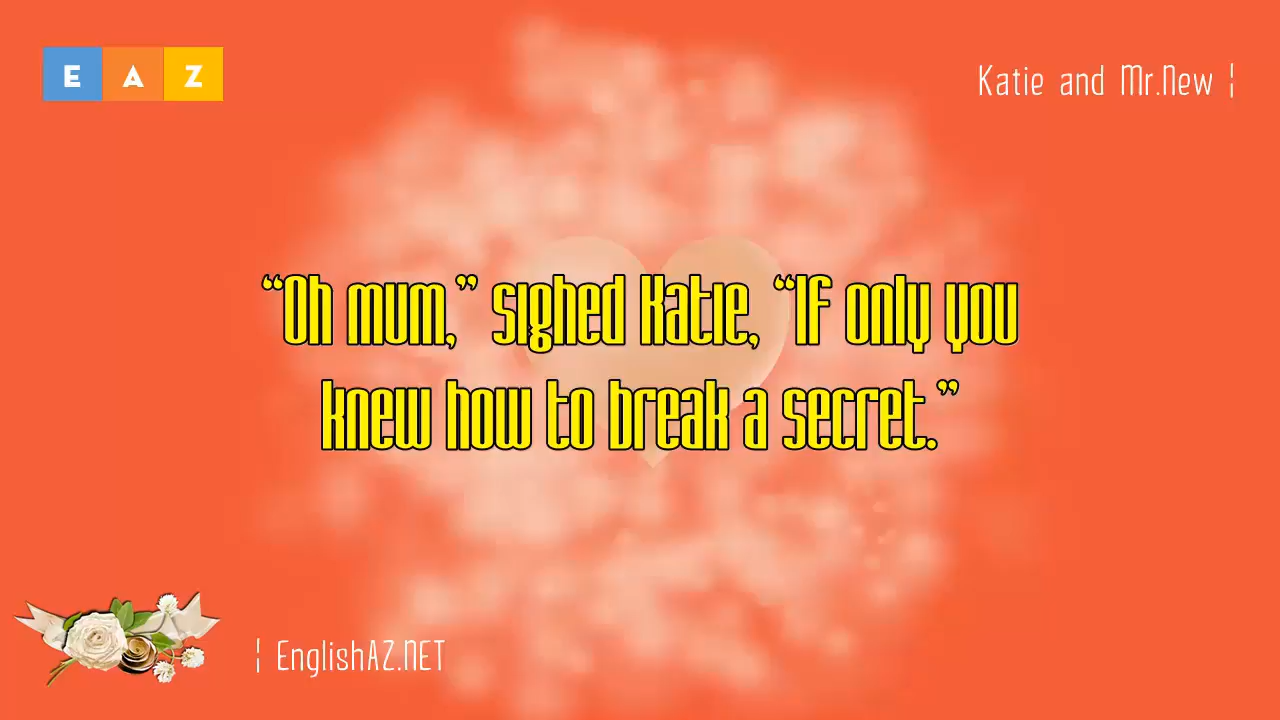 E A Z
Katie and Mr.New ¦
“Oh mum,” sighed Katie, “If only you
knew how to break a secret.”
¦ EnglishAZ.NET